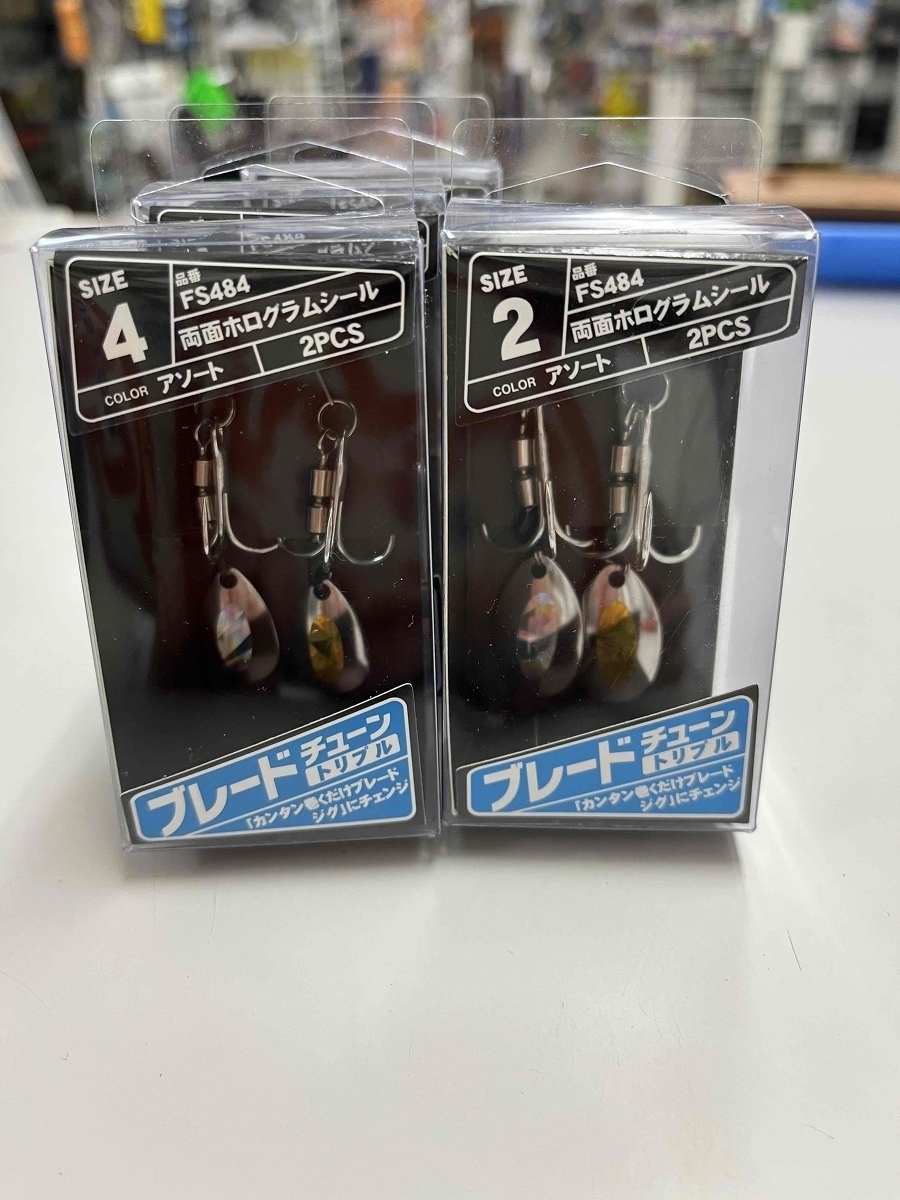 SIZE
4
品番
FS484
両面ホログラムシール
COLOR アソート
2PCS
ブレードチューン
トリプル
「カンタン巻くだけブレード
ジグ」にチェンジ
SIZE
2
品番
FS484
両面ホログラムシール
COLOR アソート
2PCS
ブレードチューン
トリプル
「カンタン巻くだけブレード
ジグ」にチェンジ